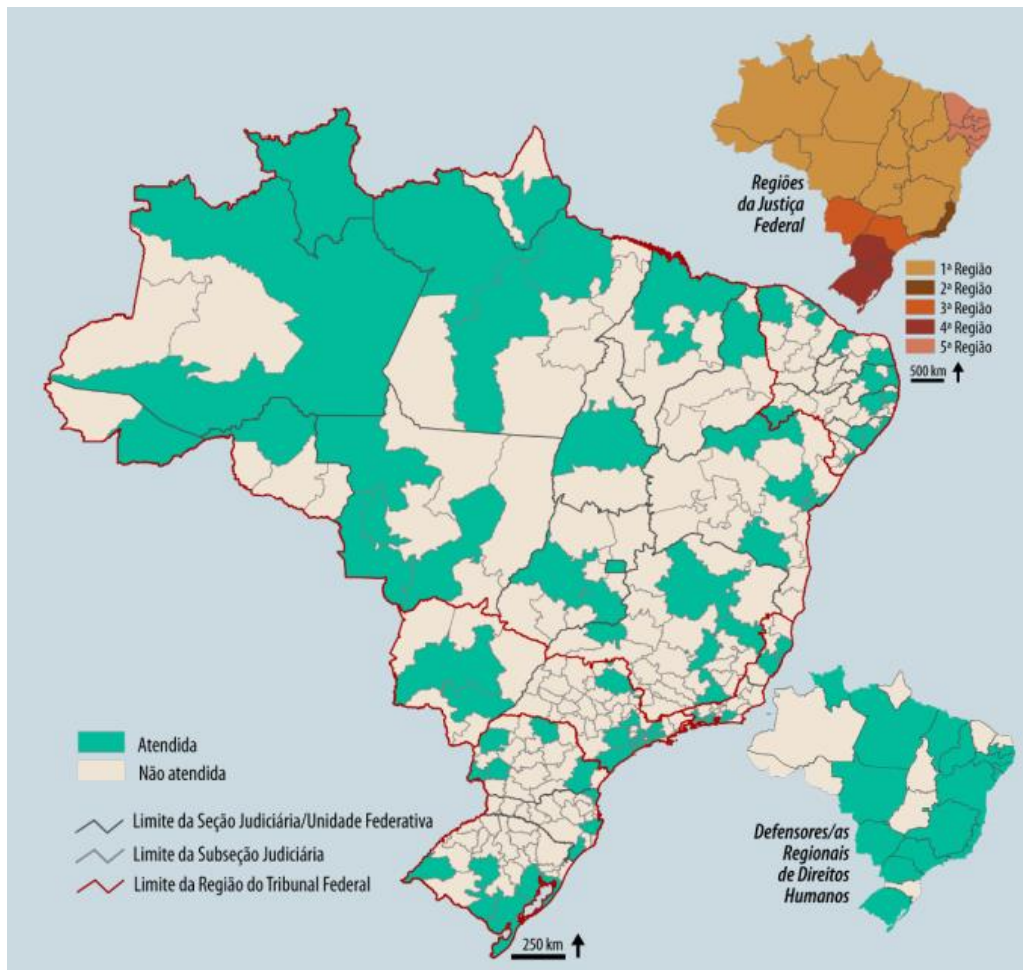 Regiões
da Justiça
Federal
1ª Região
2ª Região
3ª Região
4ª Região
5ª Região
500 km
Atendida
Não atendida
Limite da Seção Judiciária/Unidade Federativa
Limite da Subseção Judiciária
Limite da Região do Tribunal Federal
250 km
Defensores/as
Regionais
de Direitos
Humanos